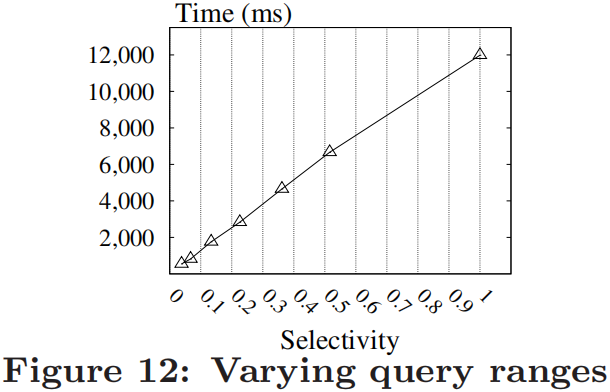 Time (ms)
12,000
10,000
8,000
6,000
4,000
2,000
0 0.1 0.2 0.3 0.4 0.5 0.6 0.7 0.8 0.9 1
Selectivity
Figure 12: Varying query ranges